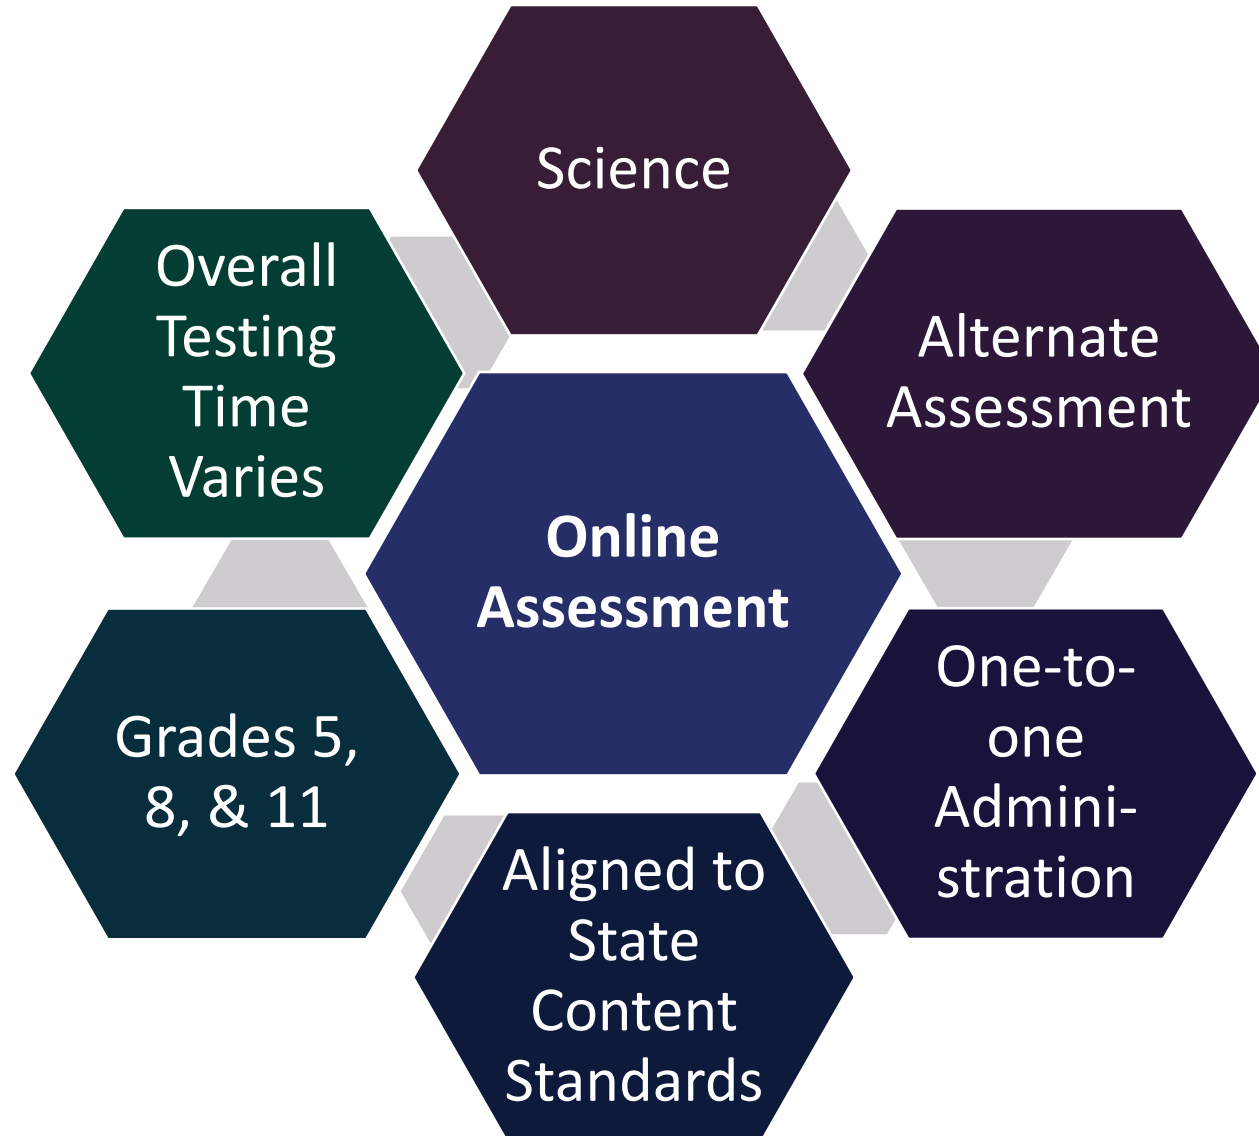 Science
Alternate
Assessment
One-to-
one
Admini-
stration
Aligned to
State
Content
Standards
Grades 5,
8, & 11
Overall
Testing
Time
Varies
Online
Assessment